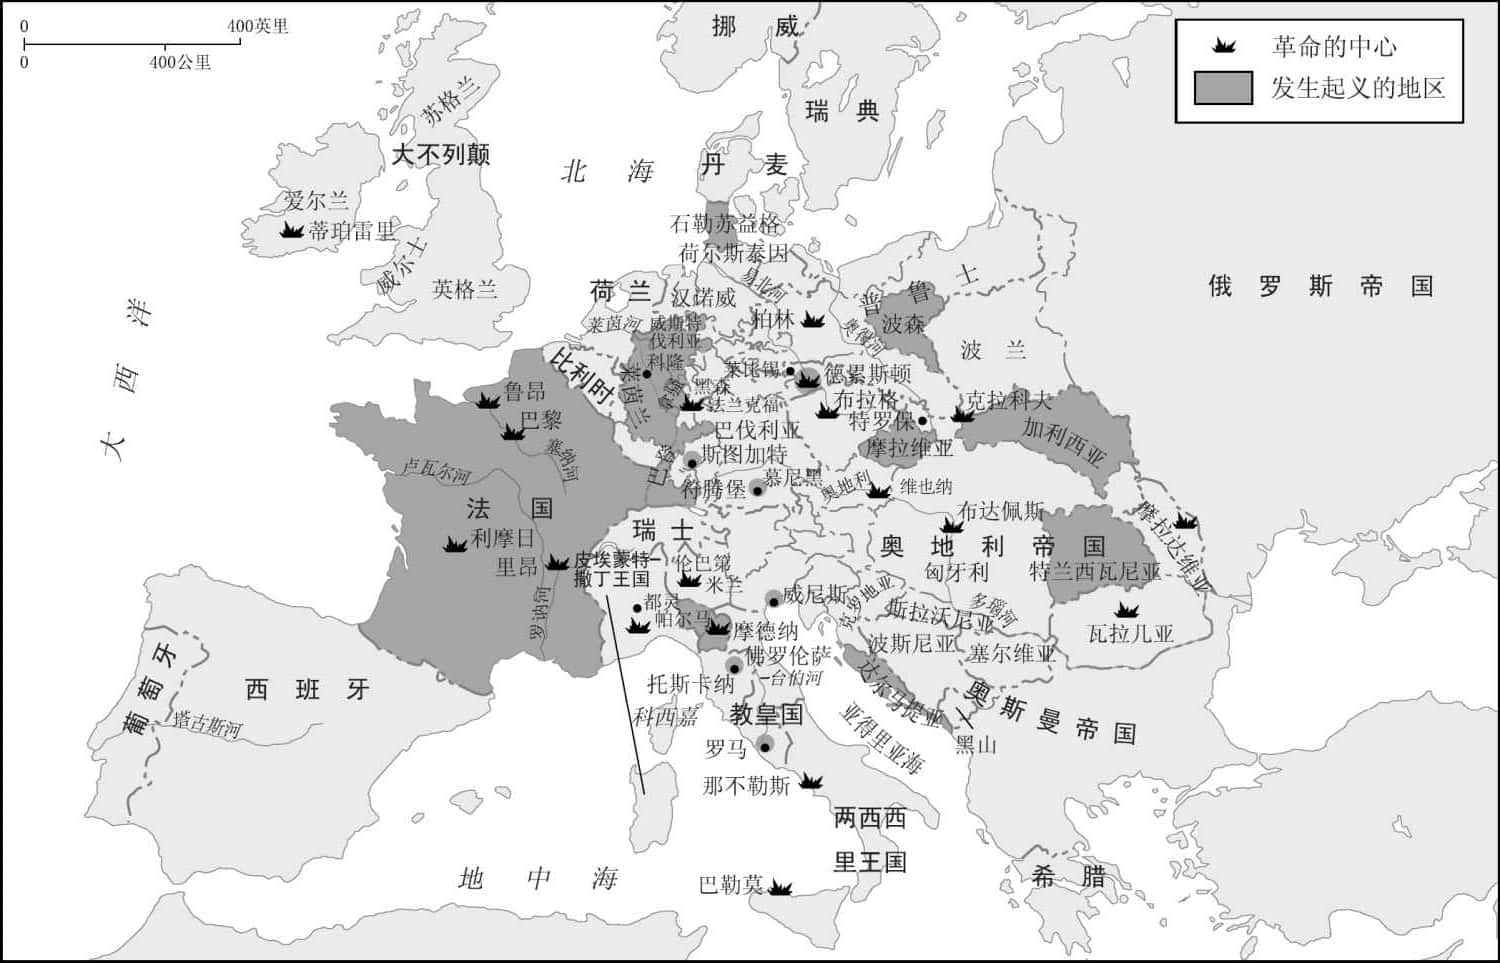 0 400英里
0 400公里
革命的中心
发生起义的地区
挪威
瑞典
苏格兰
大不列颠
北海
丹麦
爱尔兰
蒂珀雷里
石勒苏益格
荷尔斯泰因
威尔士
英格兰
荷兰
汉诺威
易北河
普鲁士
俄罗斯帝国
大西洋
莱茵河
威斯特
伐利亚
柏林
奥得河
波森
波兰
比利时
科隆
莱茵兰
莱比锡
德累斯顿
黑森
法兰克福
鲁昂
巴黎
布拉格
特罗保
克拉科夫
加利西亚
巴伐利亚
摩拉维亚
塞纳河
斯图加特
卢瓦尔河
符腾堡
慕尼黑
奥地利
维也纳
法国
瑞士
布达佩斯
摩拉达维亚
利摩日
里昂
奥地利帝国
皮埃蒙特—
撒丁王国
伦巴第
米兰
匈牙利
特兰西瓦尼亚
罗讷河
都灵
帕尔马
威尼斯
克罗地亚
斯拉沃尼亚
多瑙河
瓦拉几亚
摩德纳
波斯尼亚
塞尔维亚
葡萄牙
西班牙
佛罗伦萨
托斯卡纳
台伯河
达尔马提亚
奥斯曼帝国
塔古斯河
科西嘉
教皇国
亚得里亚海
黑山
罗马
那不勒斯
两西西
里王国
地中海
巴勒莫
希腊